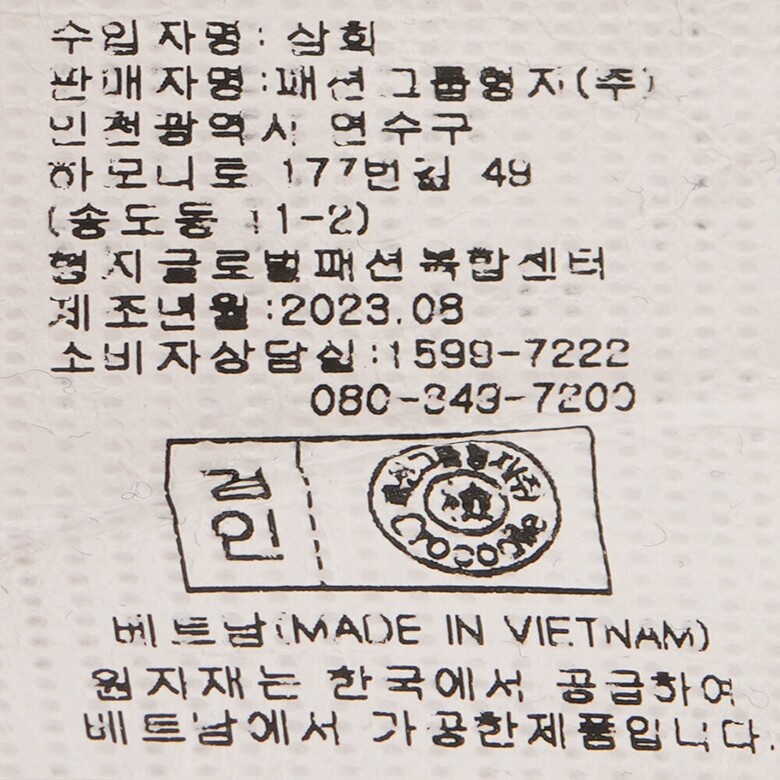 수입자명:삼회
판매자명:패션그룹형지(주)
인천광역시 연수구
하모니로 177번길 49
(송도동 11-2)
형지글로벌패션복합센터
제조년월:2023.08
소비자상담실:1599-7222
080-343-7200
검
인
베트남(MADE IN VIETNAM)
원자재는 한국에서 공급하여
베트남에서 가공한제품입니다.